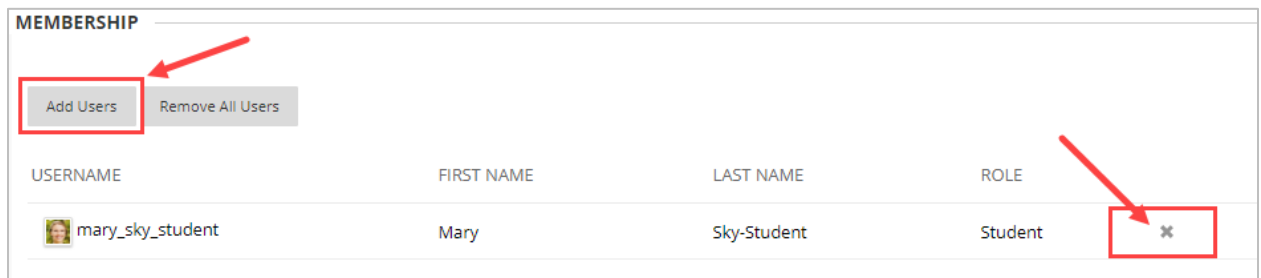 MEMBERSHIP
Add Users Remove All Users
USERNAME FIRST NAME LAST NAME ROLE
mary_sky_student Mary Sky-Student Student